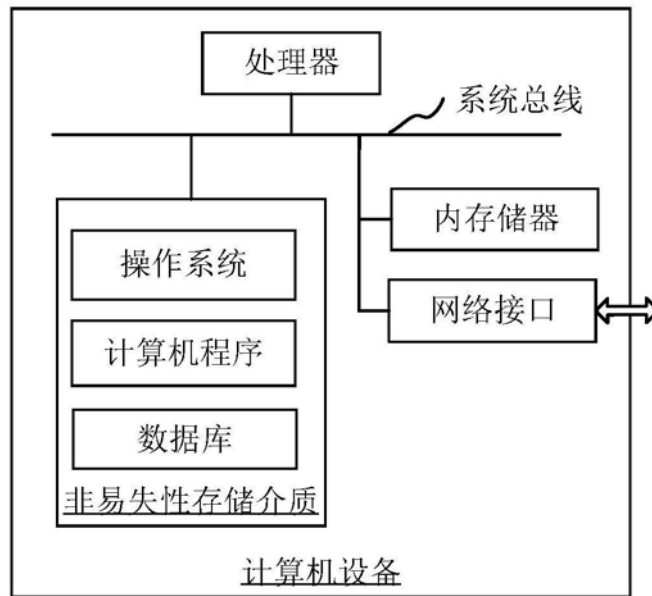 处理器
系统总线
内存储器
操作系统
网络接口
计算机程序
数据库
非易失性存储介质
计算机设备